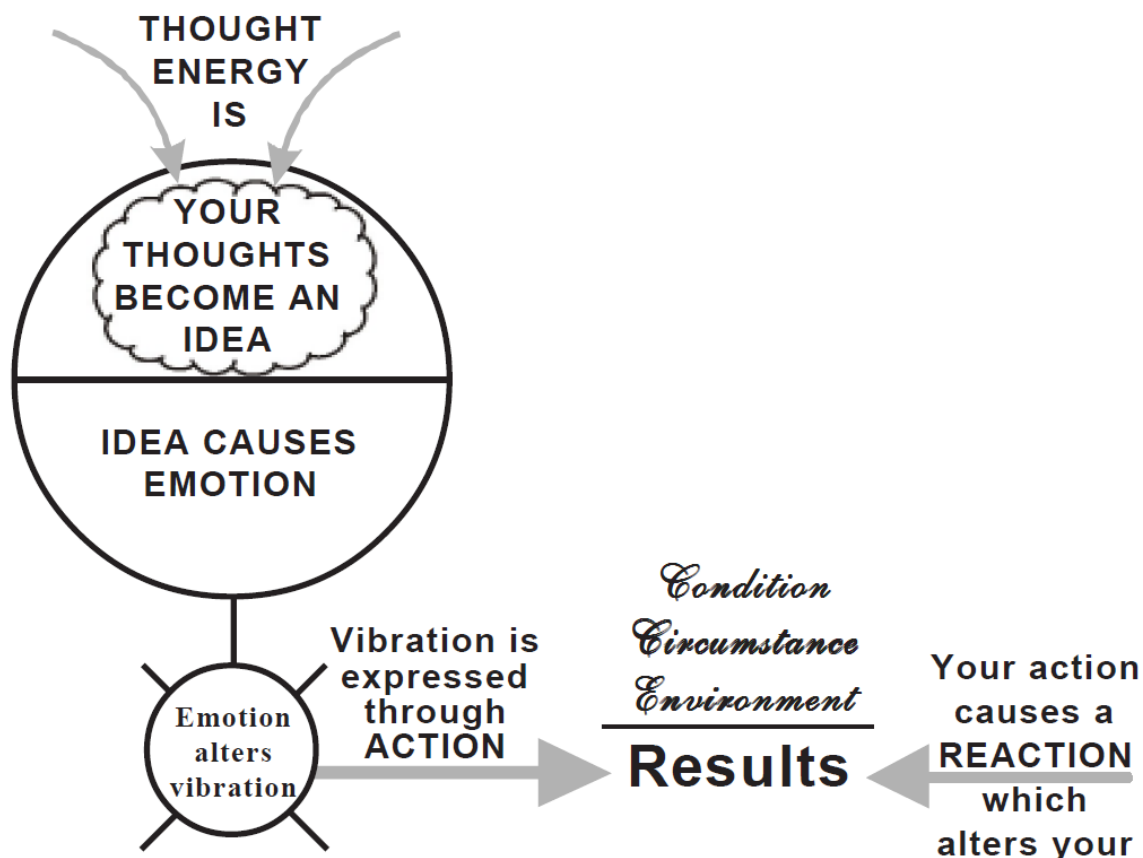 THOUGHT
ENERGY
IS
YOUR
THOUGHTS
BECOME AN
IDEA
IDEA CAUSES
EMOTION
Emotion
alters
vibration
Vibration is
expressed
through
ACTION
Condition
Circumstance
Environment
Results
Your action
causes a
REACTION
which
alters your